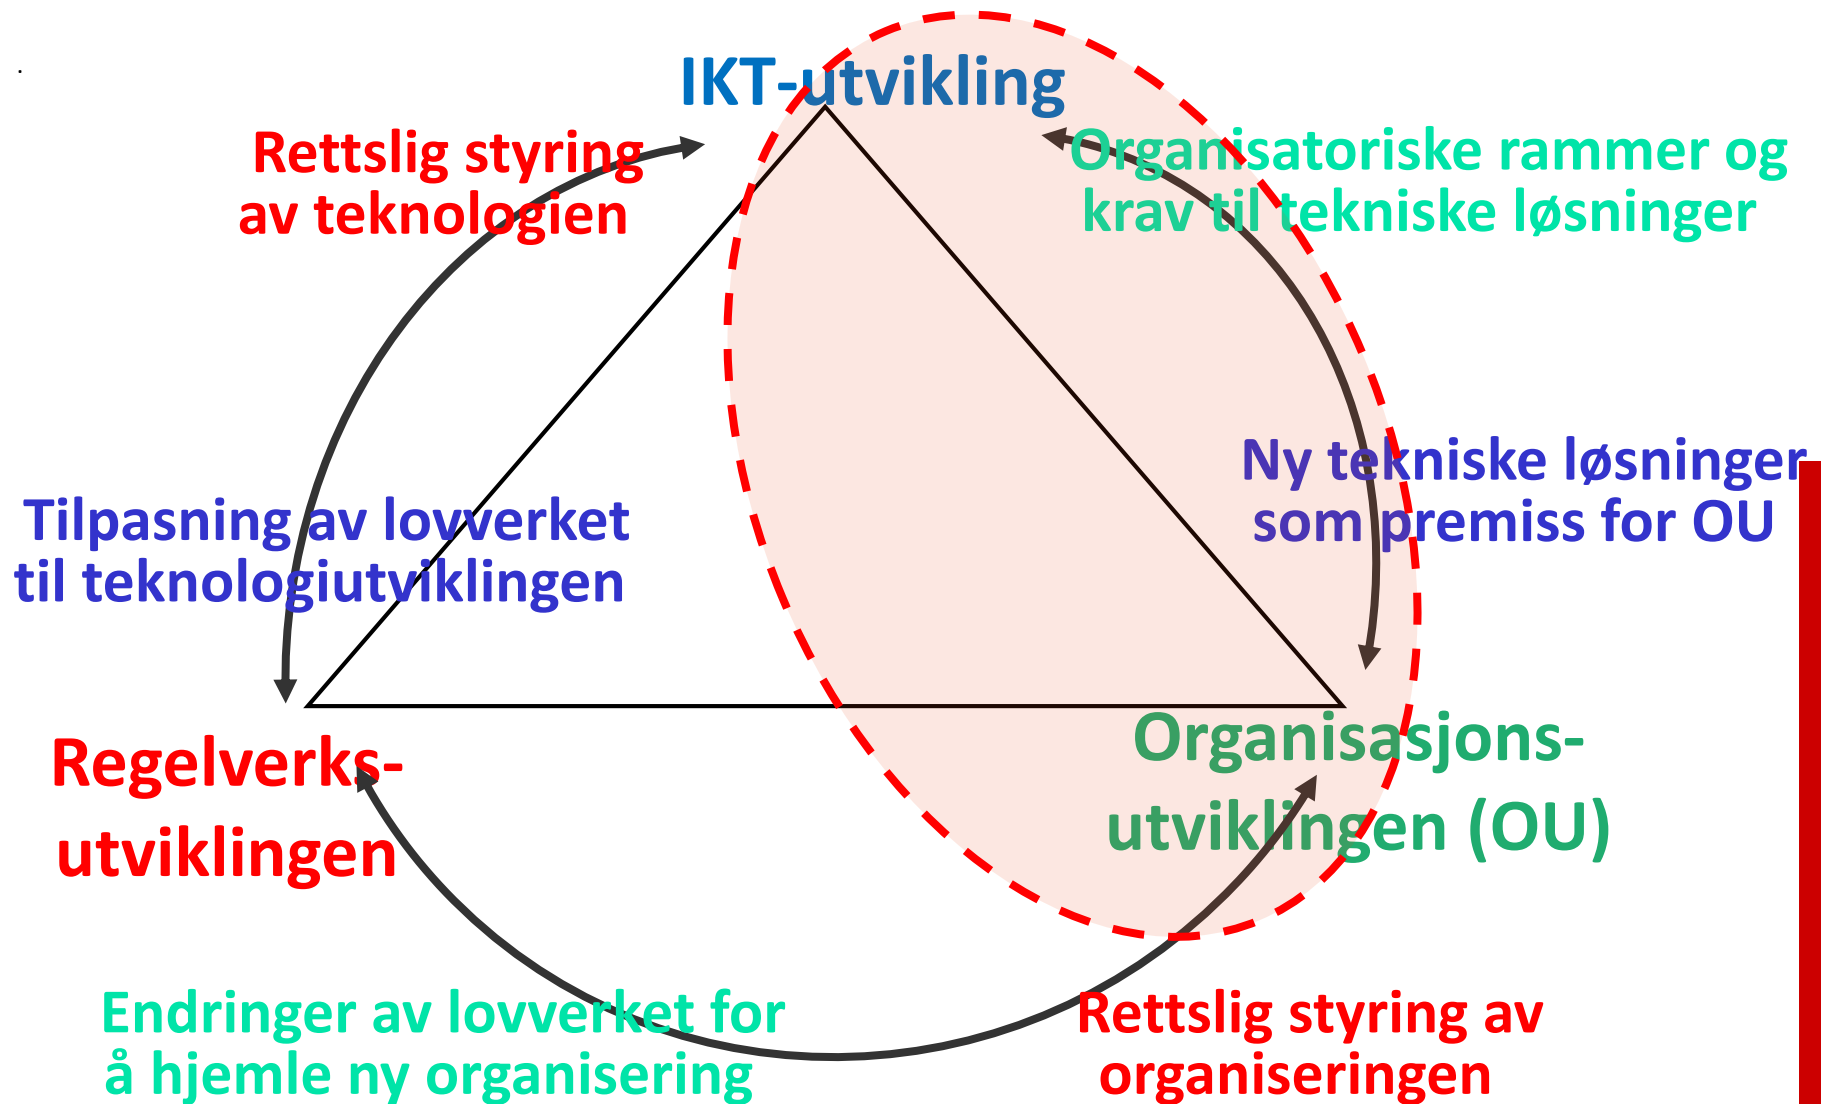 .
IKT-utvikling
Rettslig styring
av teknologien
Organisatoriske rammer og
krav til tekniske løsninger
Ny tekniske løsninger
som premiss for OU
Tilpasning av lovverket
til teknologiutviklingen
Regelverks-
utviklingen
Organisasjons-
utviklingen (OU)
Endringer av lovverket for
å hjemle ny organisering
Rettslig styring av
organiseringen